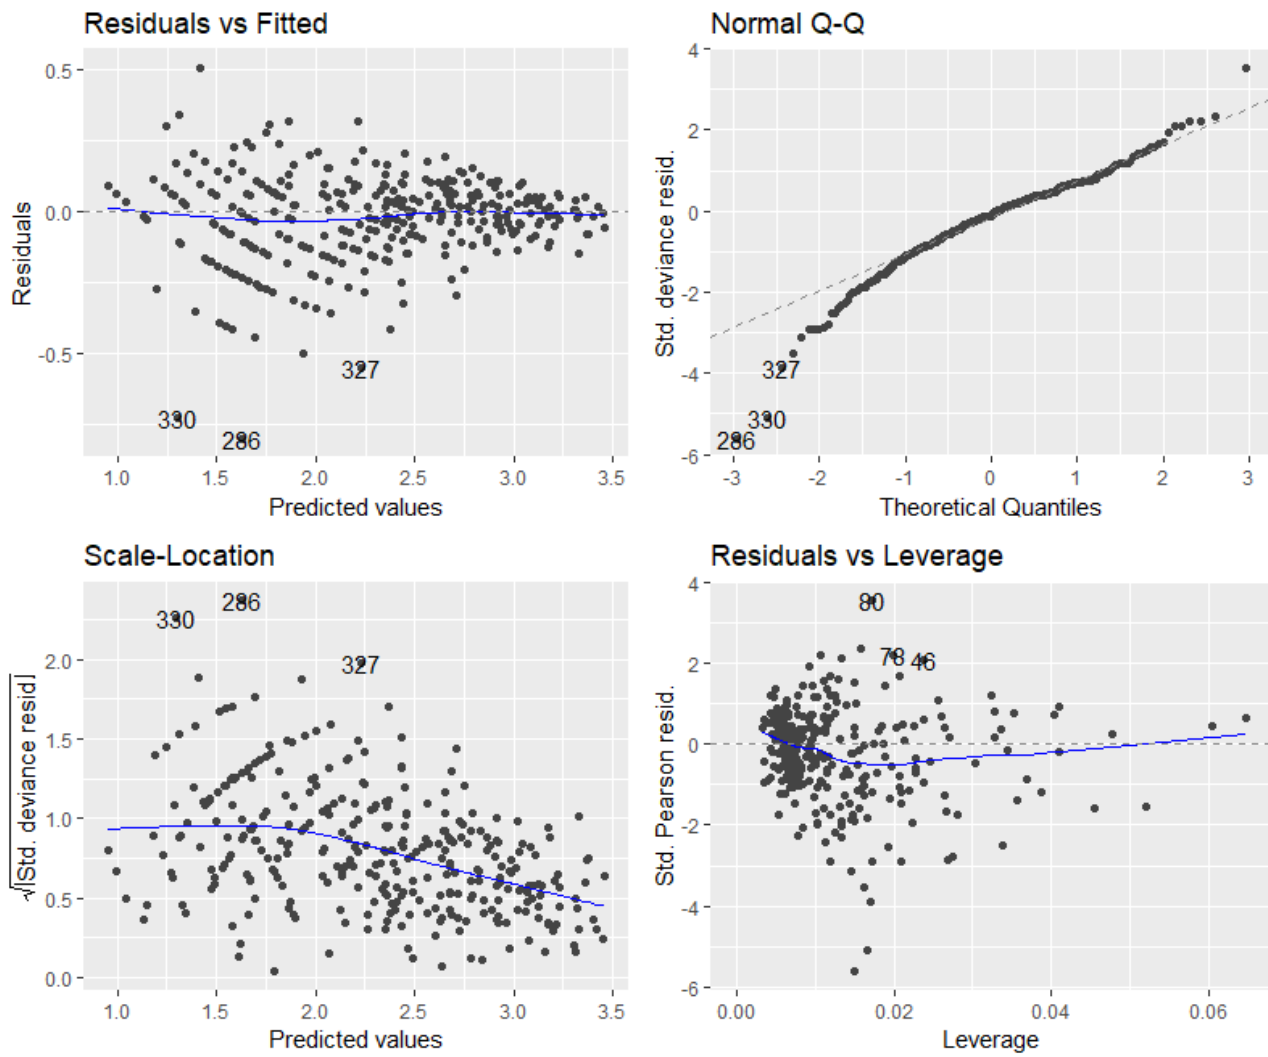 Residuals vs Fitted
0.5
0.0
-0.5
Residuals
327
330
286
1.0 1.5 2.0 2.5 3.0 3.5
Predicted values
Normal Q-Q
4
2
0
-2
-4
-6
Std. deviance resid.
327
330
286
-3 -2 -1 0 1 2 3
Theoretical Quantiles
Scale-Location
2.0
1.5
1.0
0.5
0.0
√|Std. deviance resid|
286
330
327
1.0 1.5 2.0 2.5 3.0 3.5
Predicted values
Residuals vs Leverage
4
2
0
-2
-4
-6
Std. Pearson resid.
80
78 46
0.00 0.02 0.04 0.06
Leverage